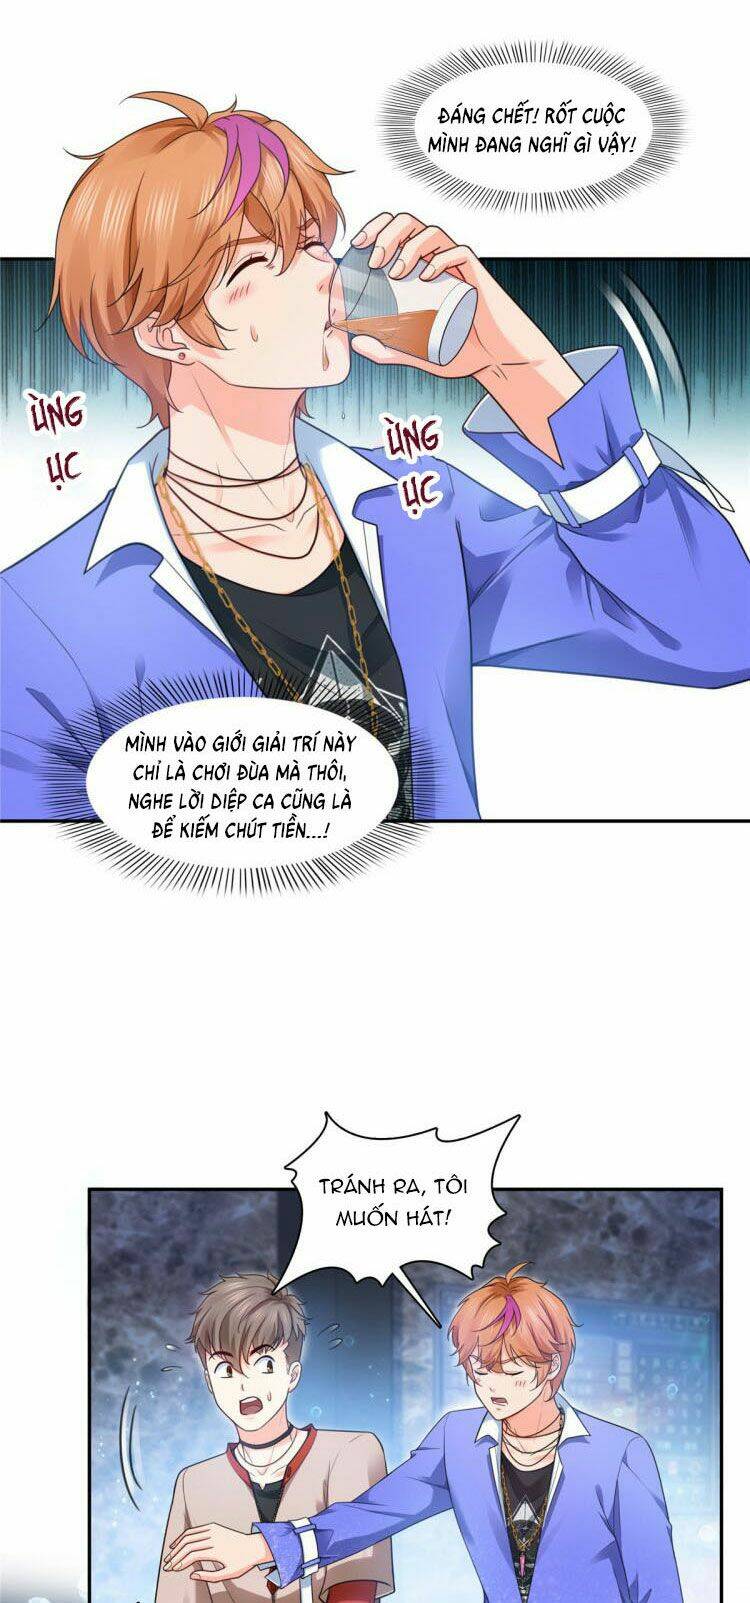 ĐÁNG CHẾT! RỐT CUỘC
MÌNH ĐANG NGHĨ GÌ VẬY!
ỪNG
ỰC
ỪNG
ỰC
MÌNH VÀO GIỚI GIẢI TRÍ NÀY
CHỈ LÀ CHƠI ĐÙA MÀ THÔI,
NGHE LỜI DIỆP CA CŨNG LÀ
ĐỂ KIẾM CHÚT TIỀN...!
TRÁNH RA, TÔI
MUỐN HÁT!